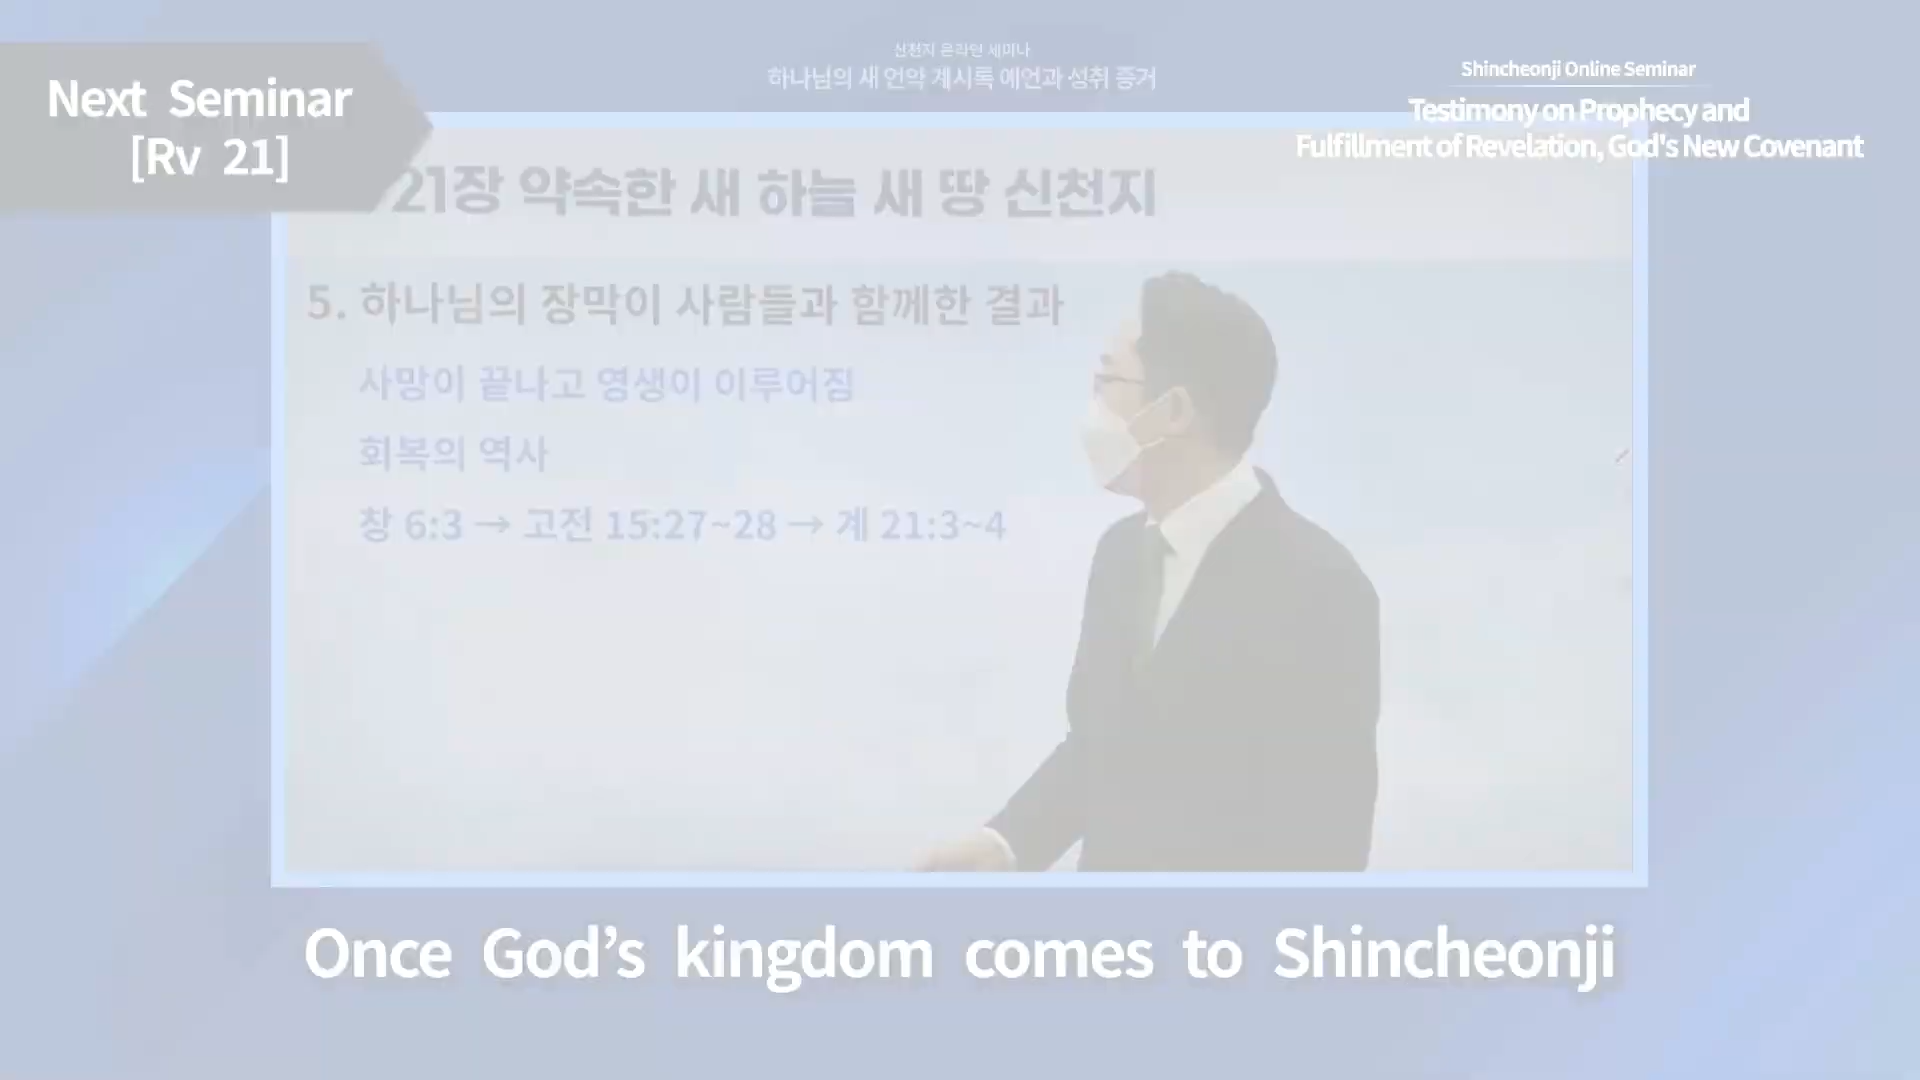 Next Seminar
[Rv 21]
신천지 온라인 세미나
하나님의 새 언약 계시록 예언과 성취 증거
Shincheonji Online Seminar
Testimony on Prophecy and
Fulfillment of Revelation, God's New Covenant
21장 약속한 새 하늘 새 땅 신천지
5. 하나님의 장막이 사람들과 함께한 결과
사망이 끝나고 영생이 이루어짐
회복의 역사
창 6:3 → 고전 15:27~28 → 계 21:3~4
Once God’s kingdom comes to Shincheonji